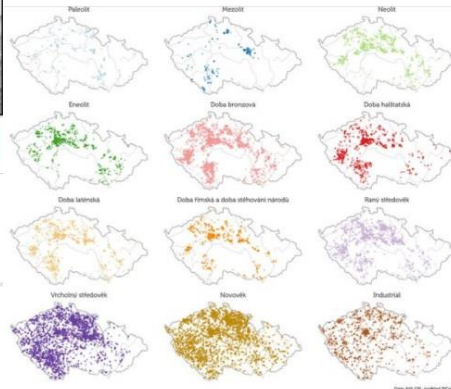 Paleolit
Mezolit
Neolit
Eneolit
Doba bronzová
Doba halštatská
Doba laténská
Doba římská a doba stěhování národů
Raný středověk
Vrcholný středověk
Novověk
Industrial